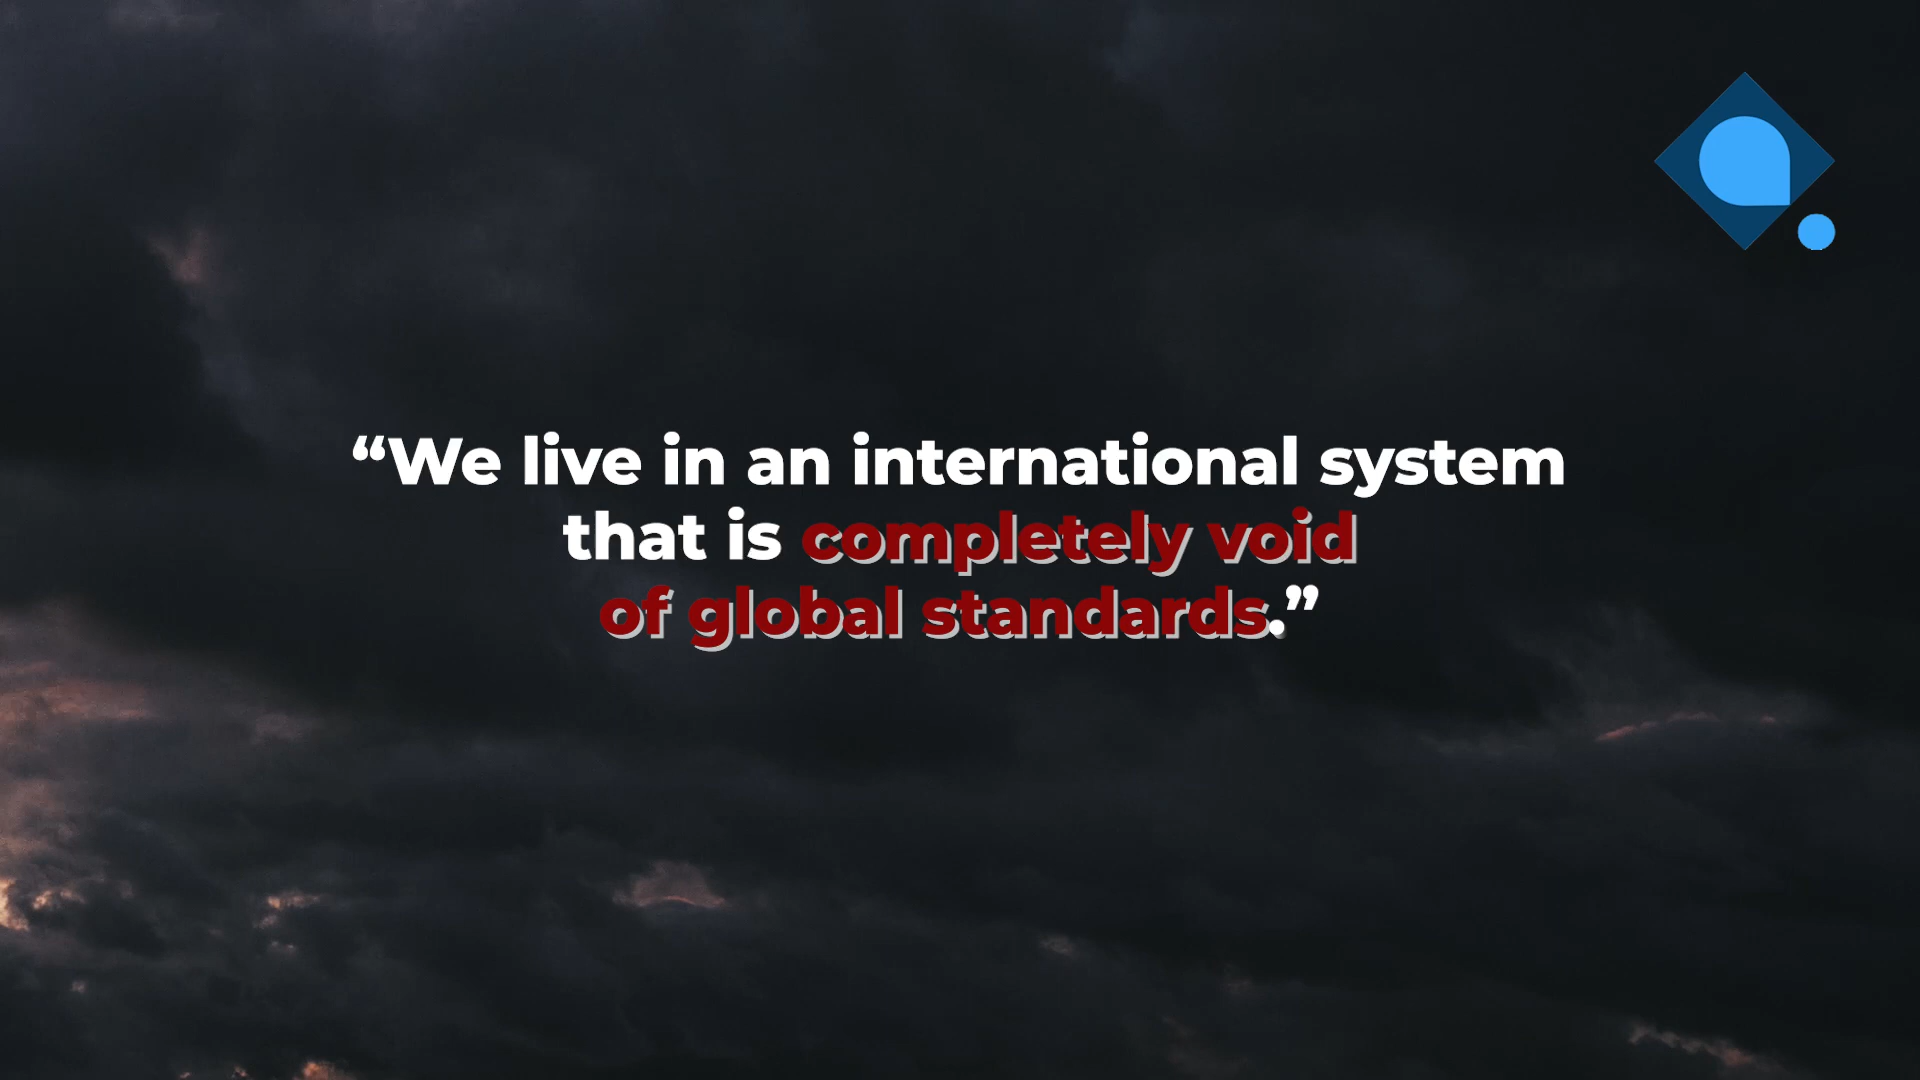 “We live in an international system
that is completely void
of global standards.”